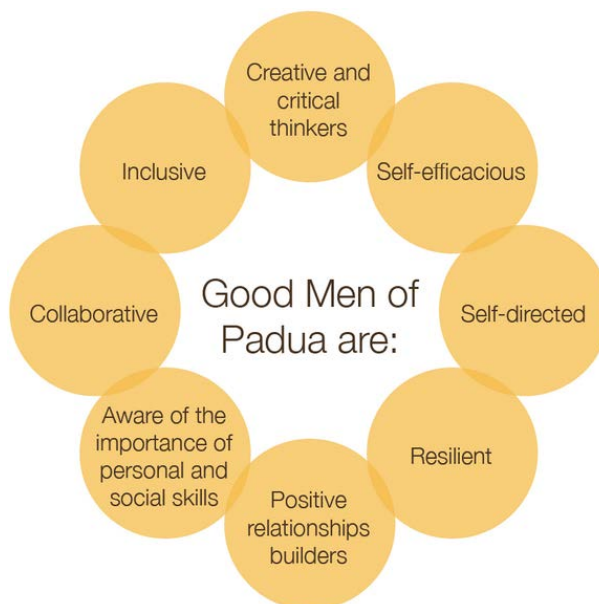 Good Men of
Padua are:
Creative and
critical
thinkers
Self-efficacious
Self-directed
Resilient
Positive
relationships
builders
Aware of the
importance of
personal and
social skills
Collaborative
Inclusive